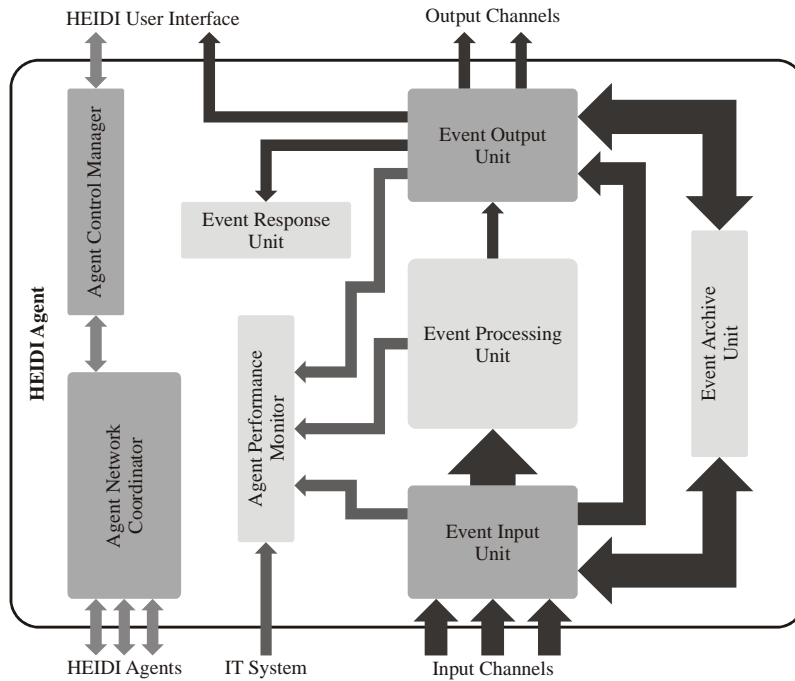 HEIDI User Interface
Output Channels
Agent Control Manager
Event Output
Unit
Event Response
Unit
HEIDI Agent
Event Processing
Unit
Event Archive
Unit
Agent Performance
Monitor
Agent Network
Coordinator
Event Input
Unit
HEIDI Agents
IT System
Input Channels